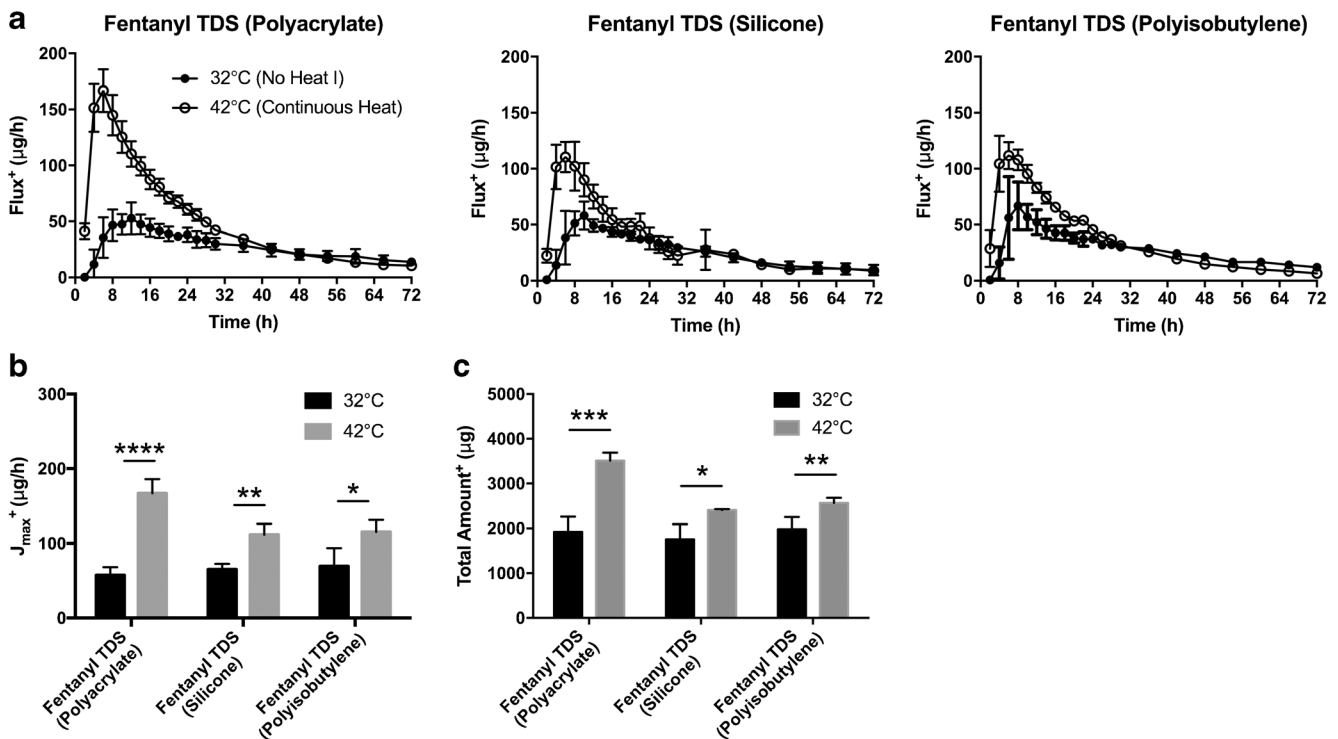 a
Fentanyl TDS (Polyacrylate)
200
150
100
50
0
Flux⁺ (μg/h)
32°C (No Heat I)
42°C (Continuous Heat)
0 8 16 24 32 40 48 56 64 72
Time (h)
Fentanyl TDS (Silicone)
200
150
100
50
0
Flux⁺ (μg/h)
0 8 16 24 32 40 48 56 64 72
Time (h)
Fentanyl TDS (Polyisobutylene)
200
150
100
50
0
Flux⁺ (μg/h)
0 8 16 24 32 40 48 56 64 72
Time (h)
b
300
200
100
0
Jmax⁺ (μg/h)
32°C
42°C
****
**
*
Fentanyl TDS
(Polyacrylate)
Fentanyl TDS
(Silicone)
Fentanyl TDS
(Polyisobutylene)
c
5000
4000
3000
2000
1000
0
Total Amount⁺ (μg)
32°C
42°C
***
*
**
Fentanyl TDS
(Polyacrylate)
Fentanyl TDS
(Silicone)
Fentanyl TDS
(Polyisobutylene)